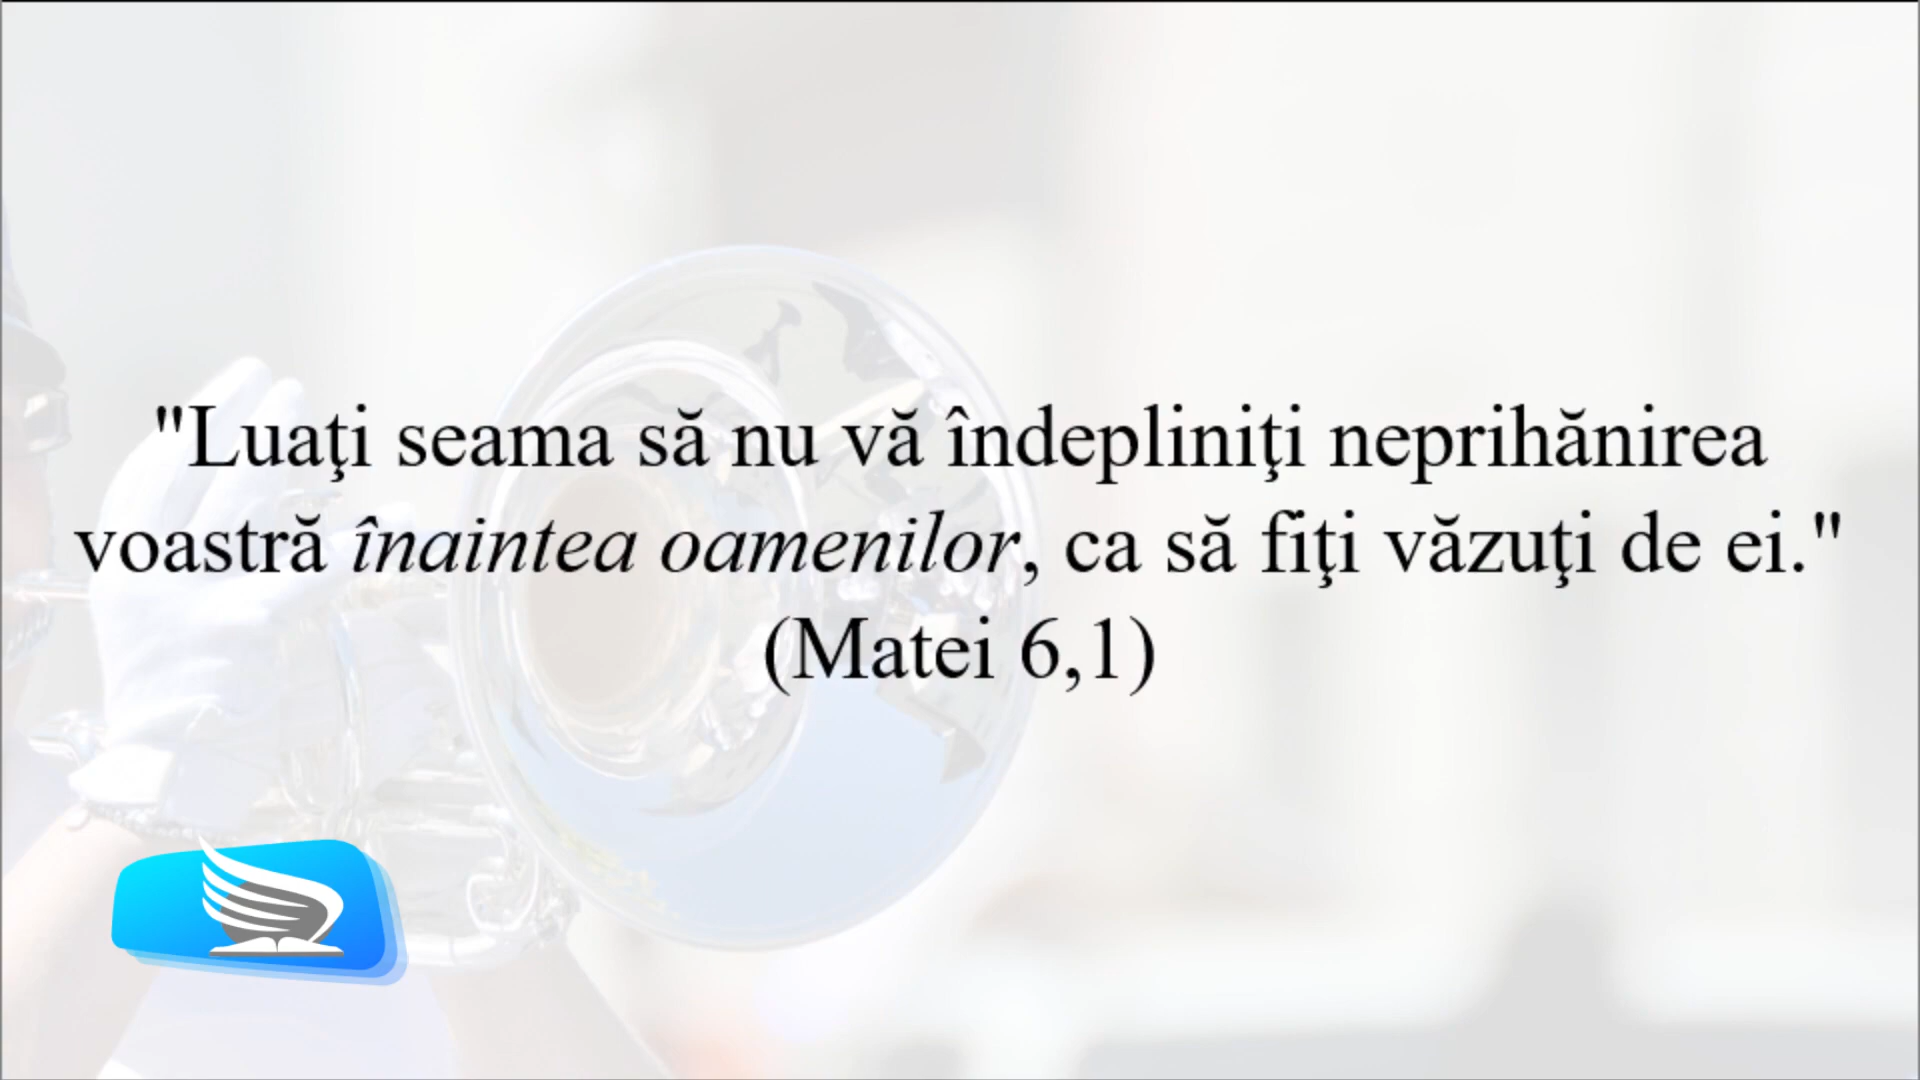 "Luaţi seama să nu vă îndepliniţi neprihănirea
voastră înaintea oamenilor, ca să fiţi văzuţi de ei."
(Matei 6,1)